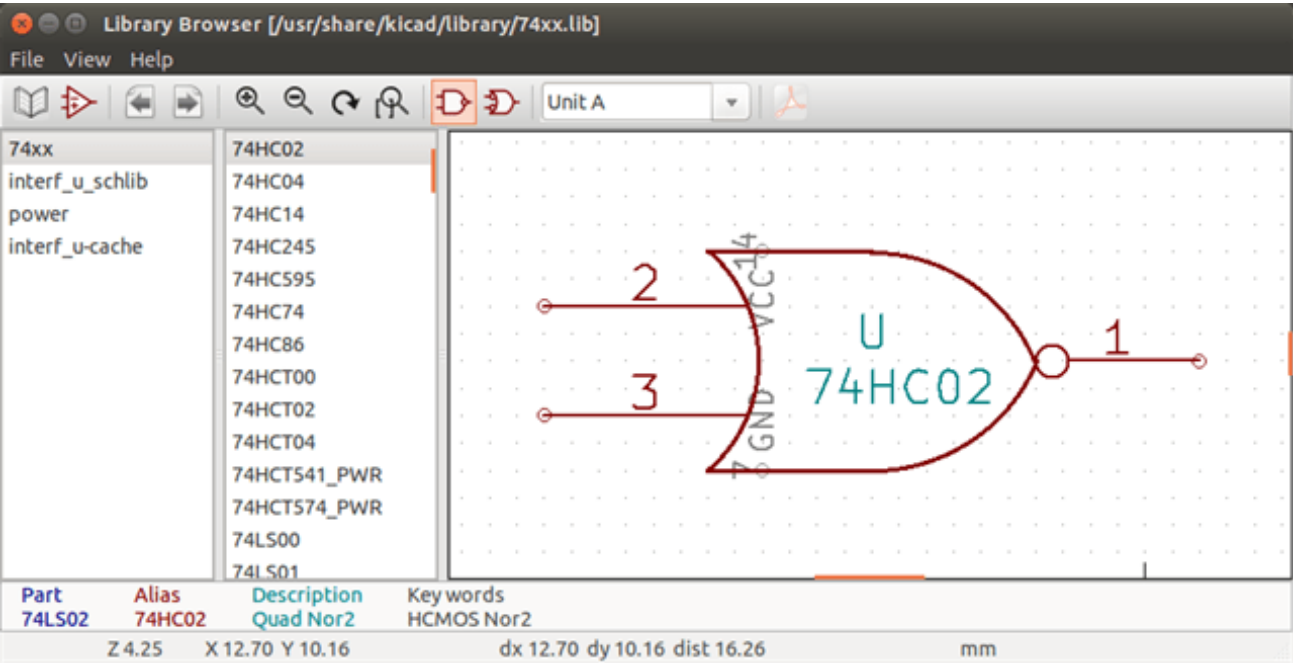 Library Browser [/usr/share/kicad/library/74xx.lib]
File View Help
Unit A
74xx
interf_u_schlib
power
interf_u-cache
74HC02
74HC04
74HC14
74HC245
74HC595
74HC74
74HC86
74HCT00
74HCT02
74HCT04
74HCT541_PWR
74HCT574_PWR
74LS00
74LS01
14
VCC
2
3
GND
7
U
74HC02
1
Part Alias Description Key words
74LS02 74HC02 Quad Nor2 HCMOS Nor2
Z 4.25 X 12.70 Y 10.16 dx 12.70 dy 10.16 dist 16.26 mm